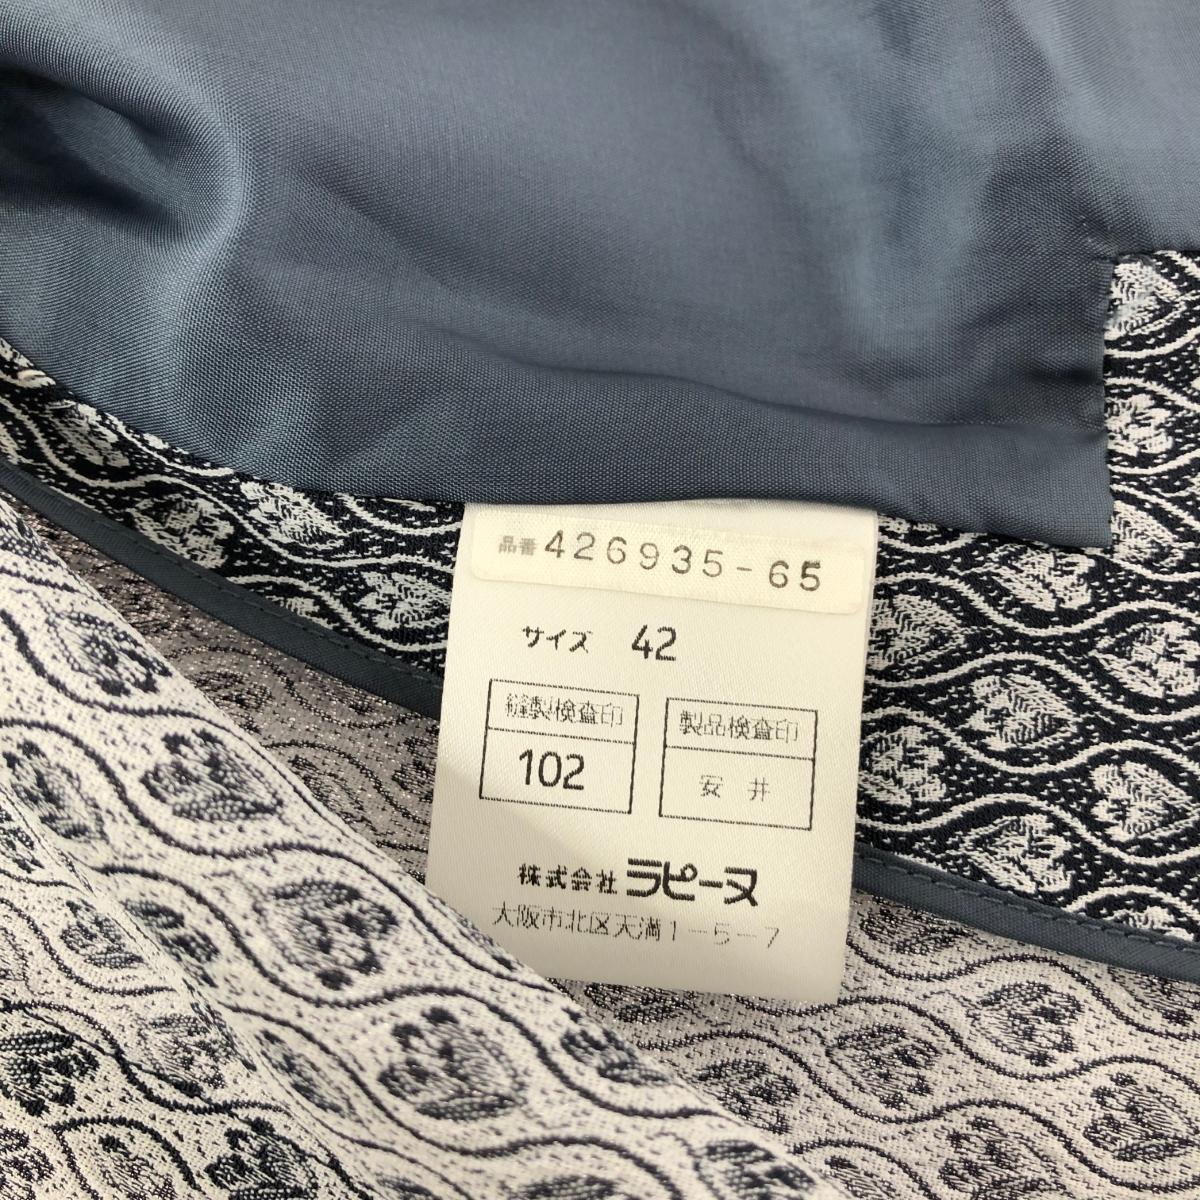 品番 426935-65
サイズ 42
縫製検査印 製品検査印
102 安井
株式会社 ラピーヌ
大阪市北区天満1-5-7